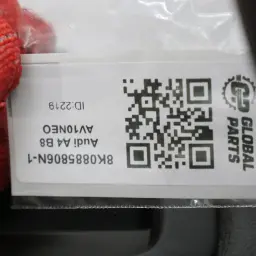 GLOBAL
PARTS
8K0885806N-1
Audi A4 B8
AV10NEO
ID:2219